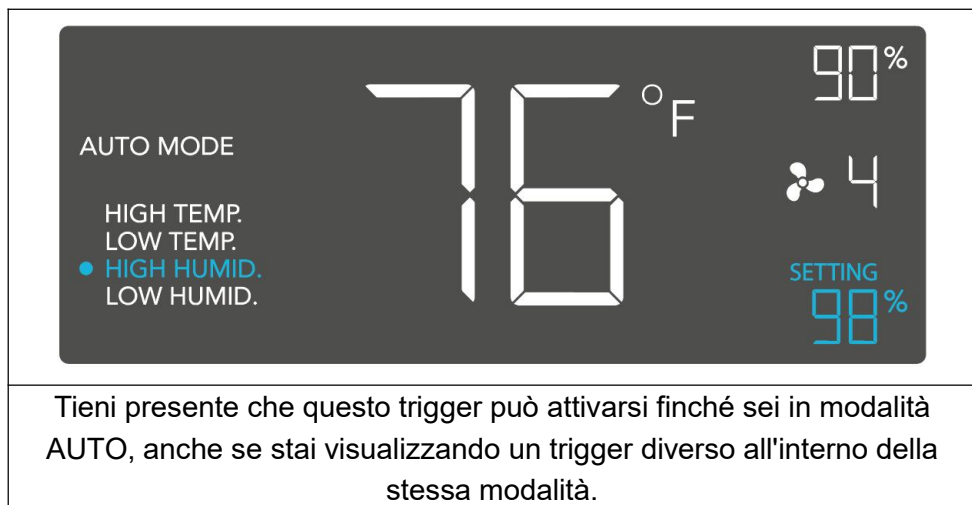 90%
76°F
AUTO MODE
4
HIGH TEMP.
LOW TEMP.
HIGH HUMID.
LOW HUMID.
SETTING
98%
Tieni presente che questo trigger può attivarsi finché sei in modalità
AUTO, anche se stai visualizzando un trigger diverso all'interno della
stessa modalità.